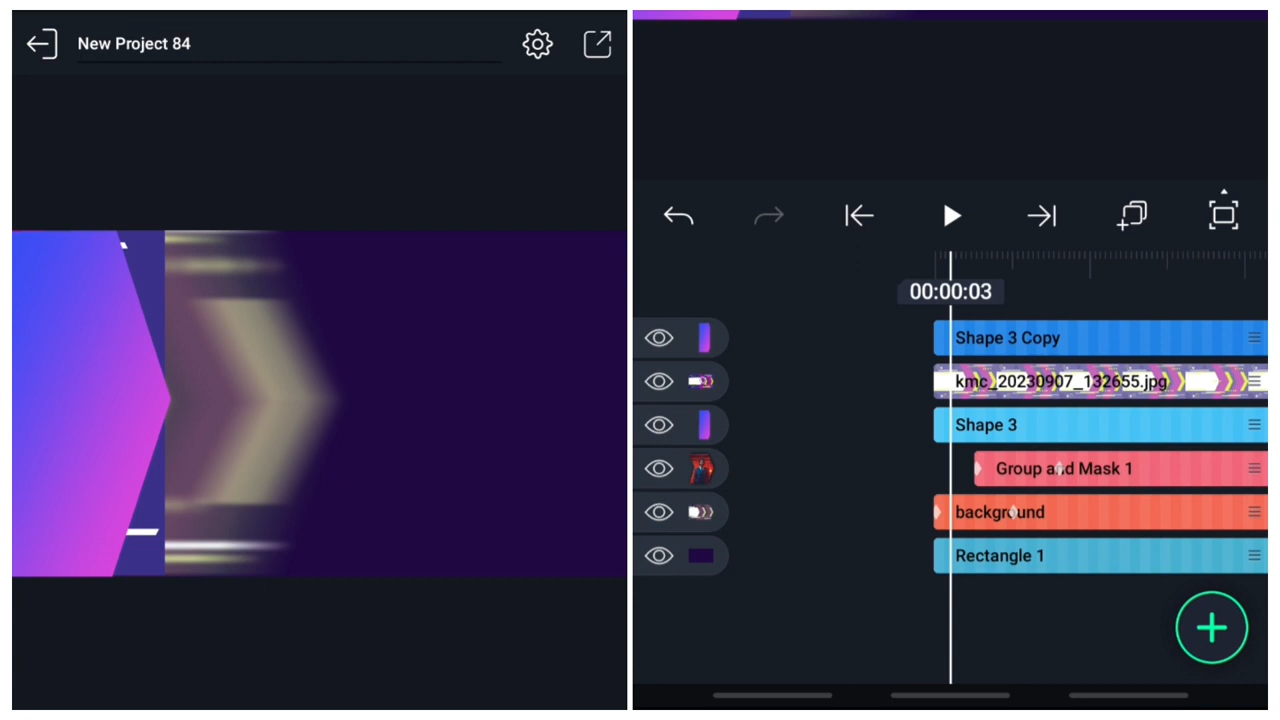 New Project 84
00:00:03
Shape 3 Copy
kmc_20230907_132655.jpg
Shape 3
Group and Mask 1
background
Rectangle 1